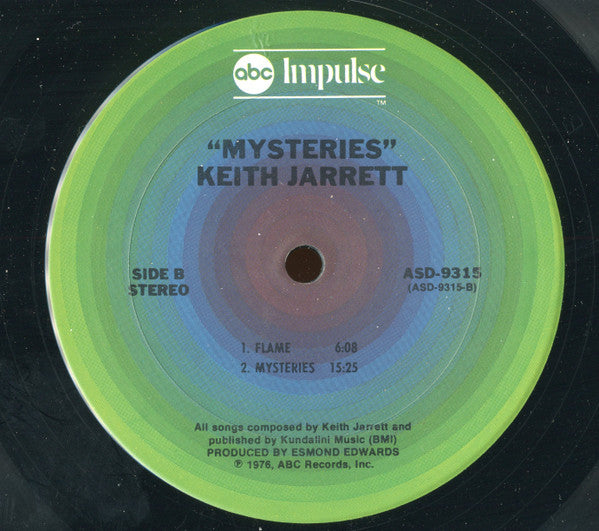 abc Impulse
TM
“MYSTERIES”
KEITH JARRETT
SIDE B
STEREO
ASD-9315
(ASD-9315-B)
1. FLAME 6:08
2. MYSTERIES 15:25
All songs composed by Keith Jarrett and
published by Kundalini Music (BMI)
PRODUCED BY ESMOND EDWARDS
℗ 1976, ABC Records, Inc.